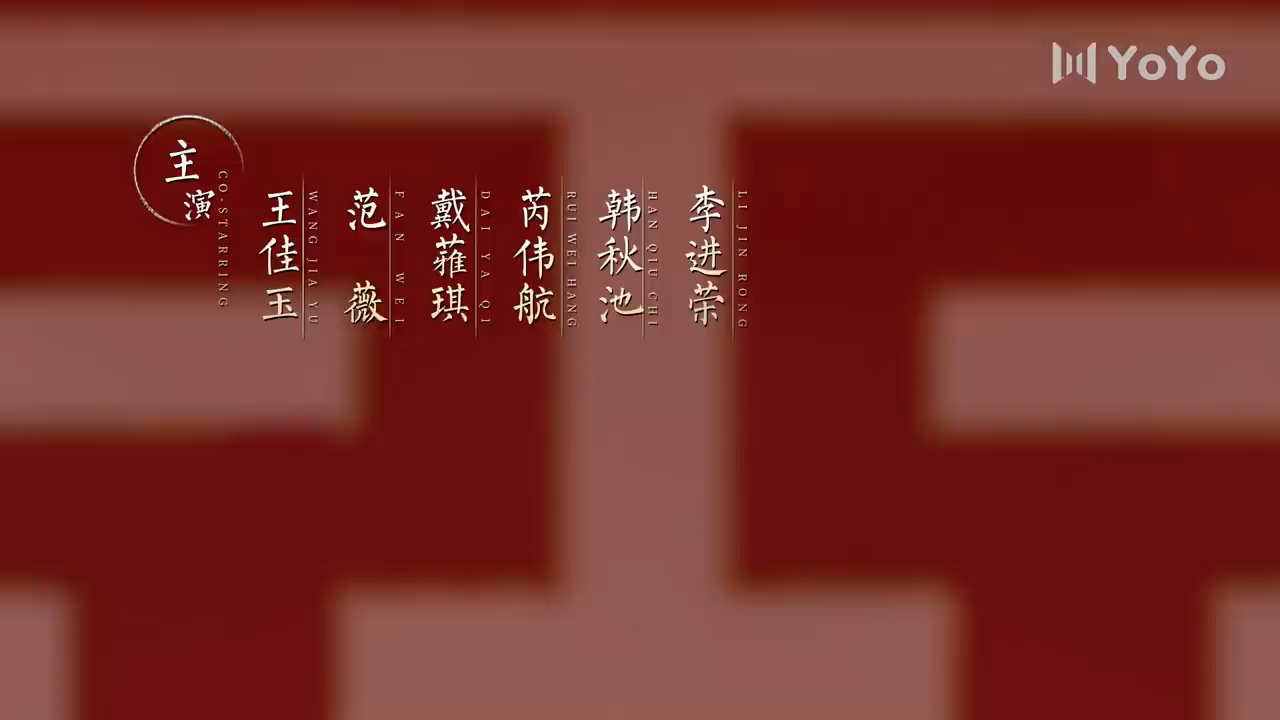 YoYo
主演
CO-STARRING
王佳玉
WANG JIA YU
范薇
FAN WEI
戴蕥琪
DAI YA QI
芮伟航
RUI WEI HANG
韩秋池
HAN QIU CHI
李进荣
LI JIN RONG